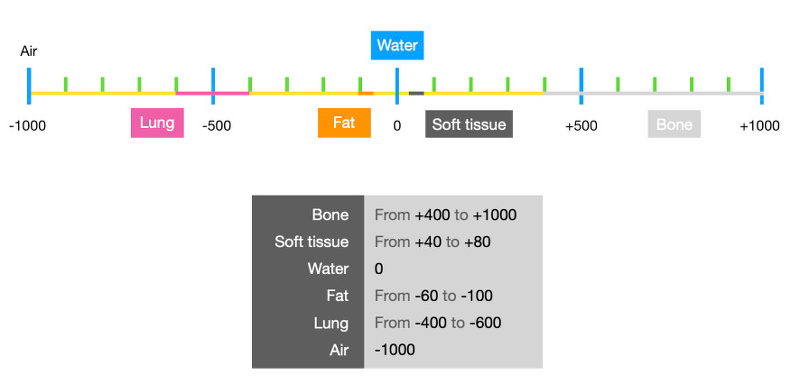 Water
Air
-1000
Lung
-500
Fat
0
Soft tissue
+500
Bone
+1000
Bone From +400 to +1000
Soft tissue From +40 to +80
Water 0
Fat From -60 to -100
Lung From -400 to -600
Air -1000